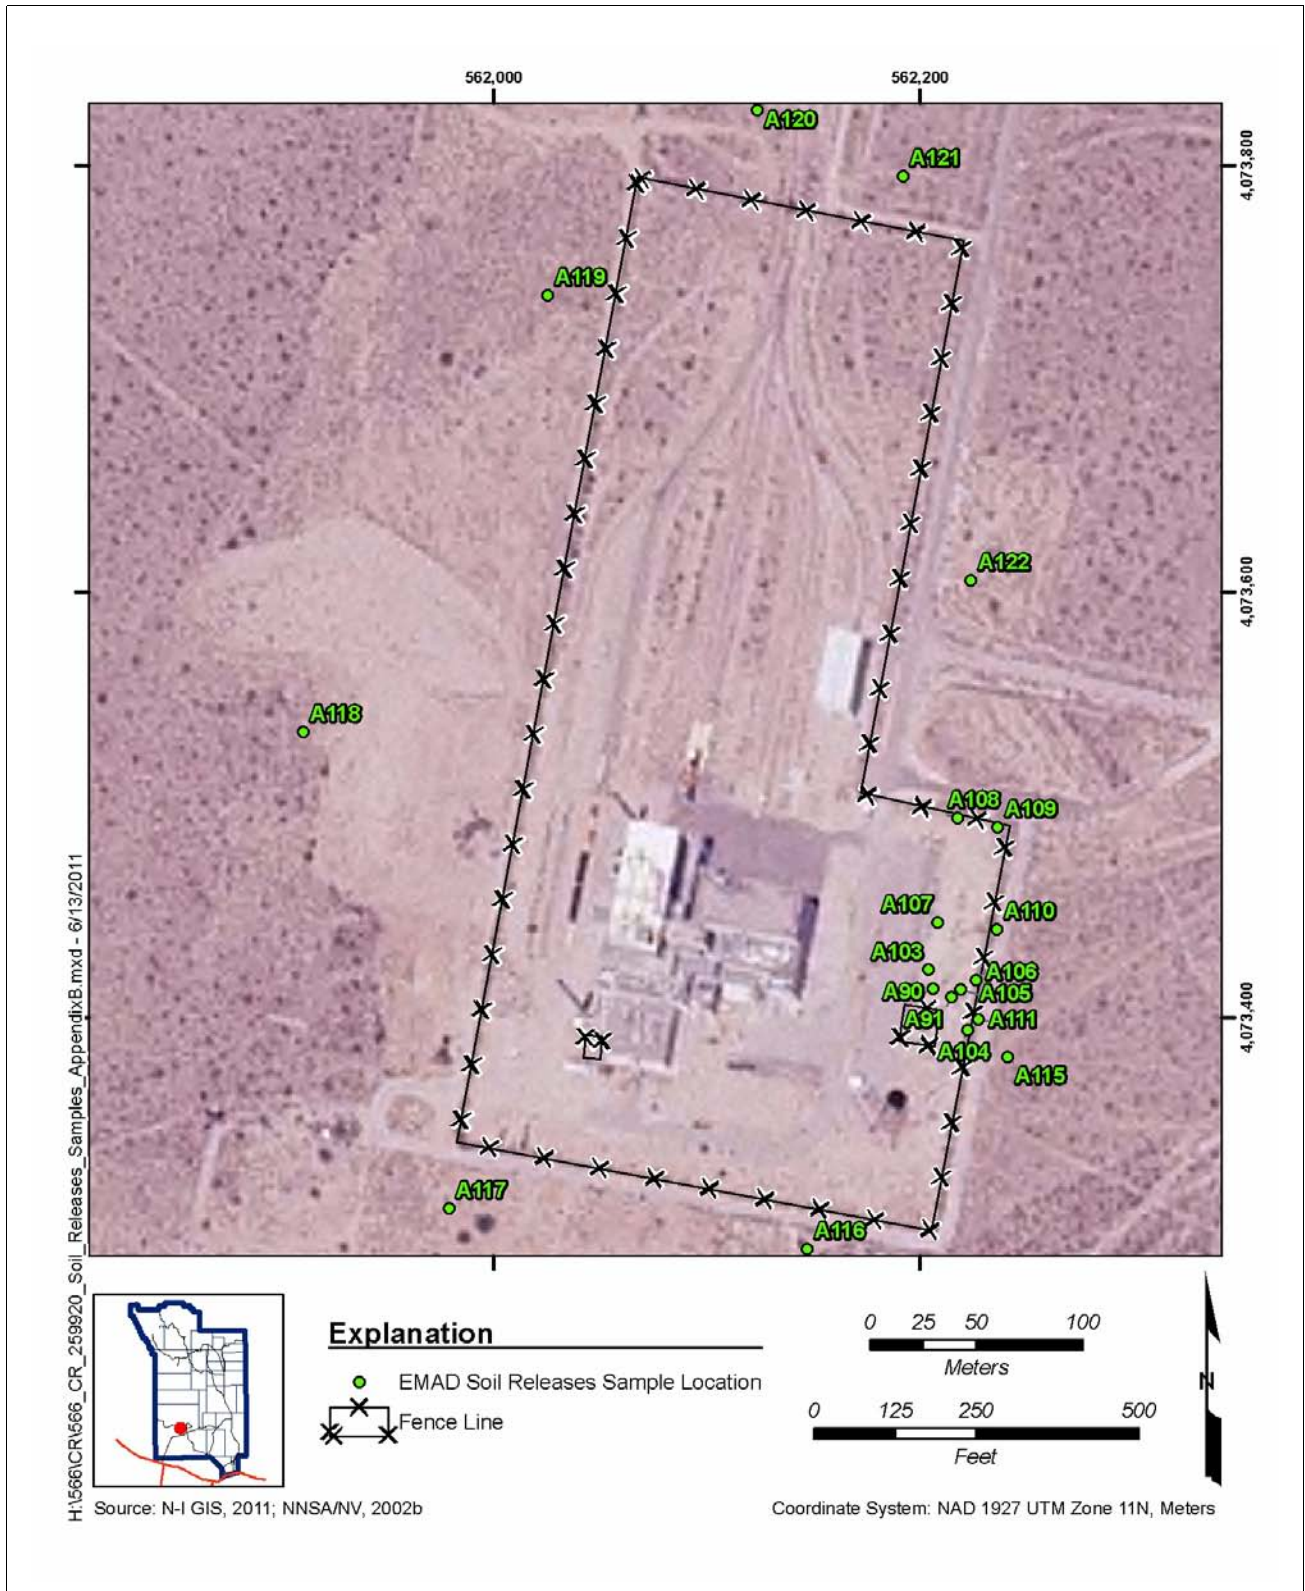 562,000
562,200
A120
A121
4,073,800
A119
A122
4,073,600
A118
A108
A109
A107
A110
A103
A106
A90
A105
A91
A111
4,073,400
A104
A115
A117
A116
H:\566\CR\566_CR_259920_Soil_Releases_Samples_AppendixB.mxd - 6/13/2011
Explanation
EMAD Soil Releases Sample Location
Fence Line
0 25 50 100
Meters
0 125 250 500
Feet
N
Source: N-I GIS, 2011; NNSA/NV, 2002b
Coordinate System: NAD 1927 UTM Zone 11N, Meters